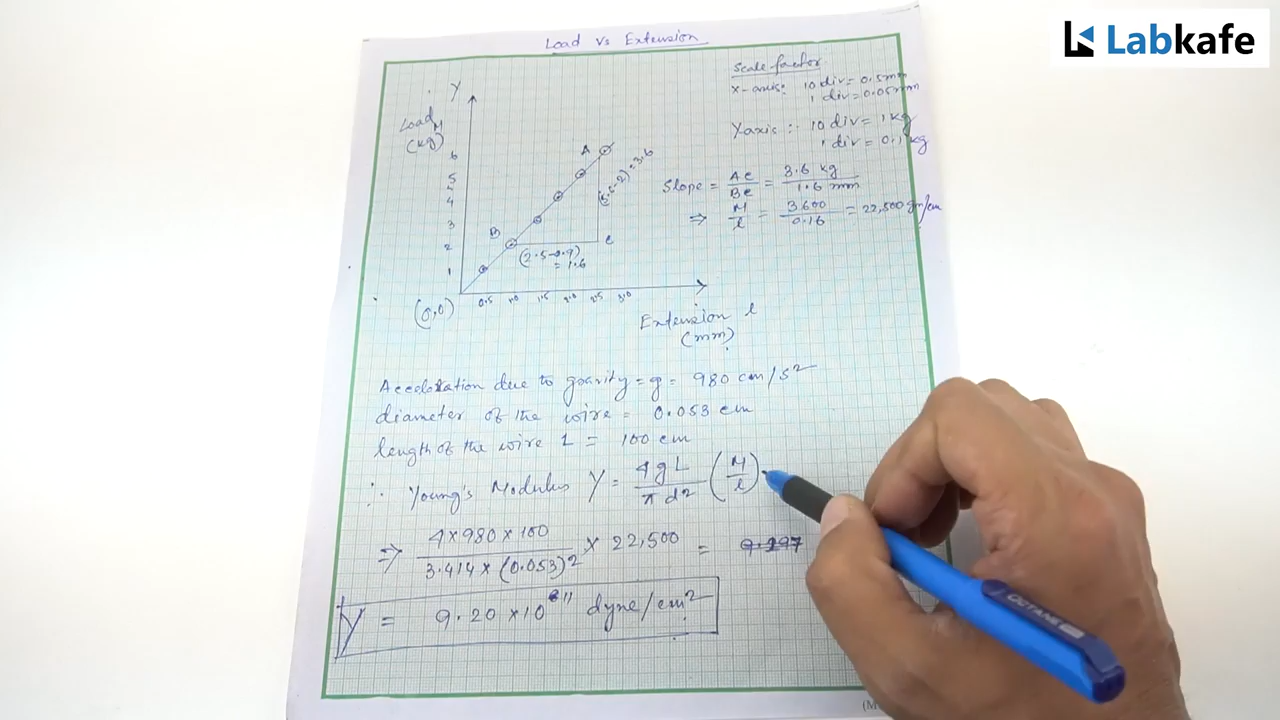 Labkafe
Load Vs Extension
Scale factor
X-axis: 10 div = 0.5mm
1 div = 0.05mm
Y axis :- 10 div = 1 kg
1 div = 0.1 kg
Y
Load M
(kg)
6
5
4
3
2
1
A
B
C
(5.6-2) = 3.6
(2.5-0.9)
= 1.6
(0,0)
0.5 1.0 1.5 2.0 2.5 3.0
Extension l
(mm)
Slope = AC/BC = 3.6 kg/1.6 mm
⇒ M/l = 3600/0.16 = 22,500 gm/cm
Acceleration due to gravity = g = 980 cm/s²
diameter of the wire = 0.053 cm
length of the wire L = 100 cm
∴ Young's Modulus Y = 4gL/πd² (M/l)
⇒ 4×980×100/3.414×(0.053)² × 22,500 = 9.197
Y = 9.20 × 10¹¹ dyne/cm²
OCTANE